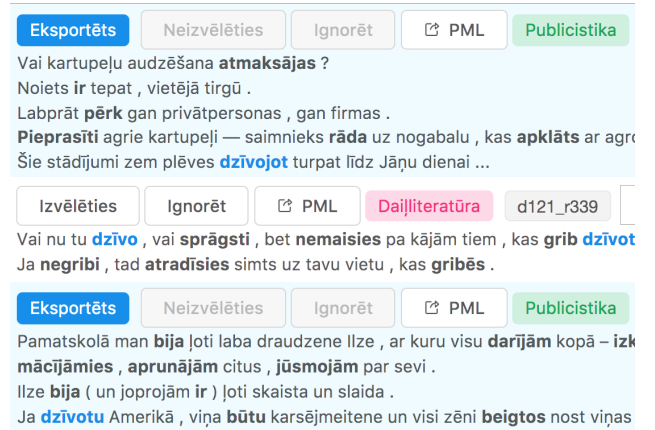 Eksportēts Neizvēlēties Ignorēt PML Publicistika
Vai kartupeļu audzēšana atmaksājas ?
Noiets ir tepat , vietējā tirgū .
Labprāt pērk gan privātpersonas , gan firmas .
Pieprasīti agrie kartupeļi — saimnieks rāda uz nogabalu , kas apklāts ar agro
Šie stādījumi zem plēves dzīvojot turpat līdz Jāņu dienai ...
Izvēlēties Ignorēt PML Daiļliteratūra d121_r339
Vai nu tu dzīvo , vai sprāgsti , bet nemaisies pa kājām tiem , kas grib dzīvot
Ja negribi , tad atradīsies simts uz tavu vietu , kas gribēs .
Eksportēts Neizvēlēties Ignorēt PML Publicistika
Pamatskolā man bija ļoti laba draudzene Ilze , ar kuru visu darījām kopā – izk
mācījāmies , aprunājām citus , jūsmojām par sevi .
Ilze bija ( un joprojām ir ) ļoti skaista un slaida .
Ja dzīvotu Amerikā , viņa būtu karsējmeitene un visi zēni beigtos nost viņas